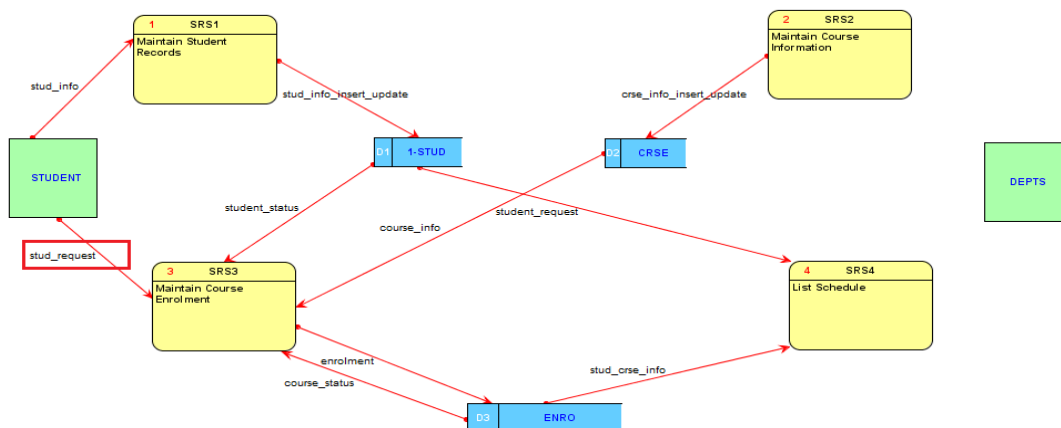 1 SRS1
Maintain Student
Records
2 SRS2
Maintain Course
Information
stud_info
stud_info_insert_update
crse_info_insert_update
D1 1-STUD
D2 CRSE
STUDENT
DEPTS
student_status
student_request
course_info
stud_request
3 SRS3
Maintain Course
Enrolment
4 SRS4
List Schedule
enrolment
stud_crse_info
course_status
D3 ENRO